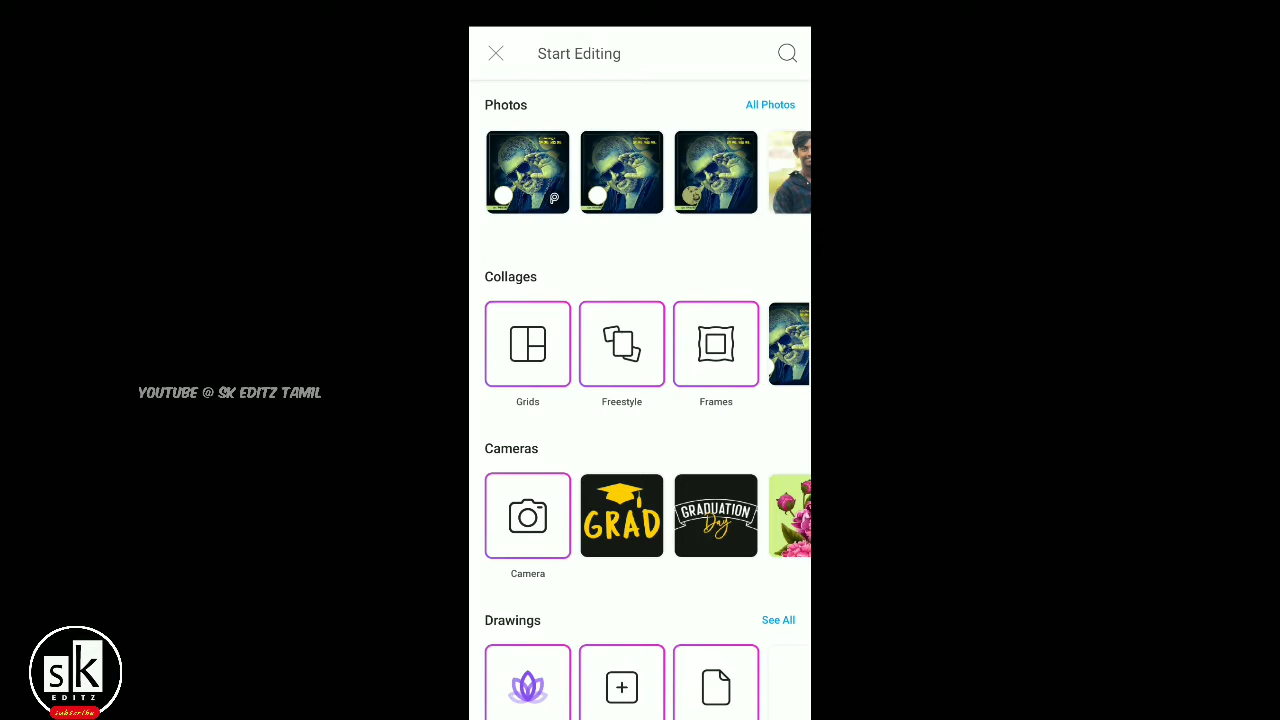 Start Editing
Photos
All Photos
Collages
Grids
Freestyle
Frames
YOUTUBE @ SK EDITZ TAMIL
Cameras
GRAD
GRADUATION
Day
Camera
Drawings
See All
sk
EDITZ
subscribe